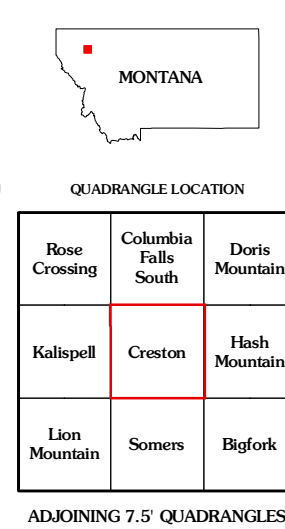 MONTANA
QUADRANGLE LOCATION
Rose
Crossing
Columbia
Falls
South
Doris
Mountain
Kalispell
Creston
Hash
Mountain
Lion
Mountain
Somers
Bigfork
ADJOINING 7.5' QUADRANGLES